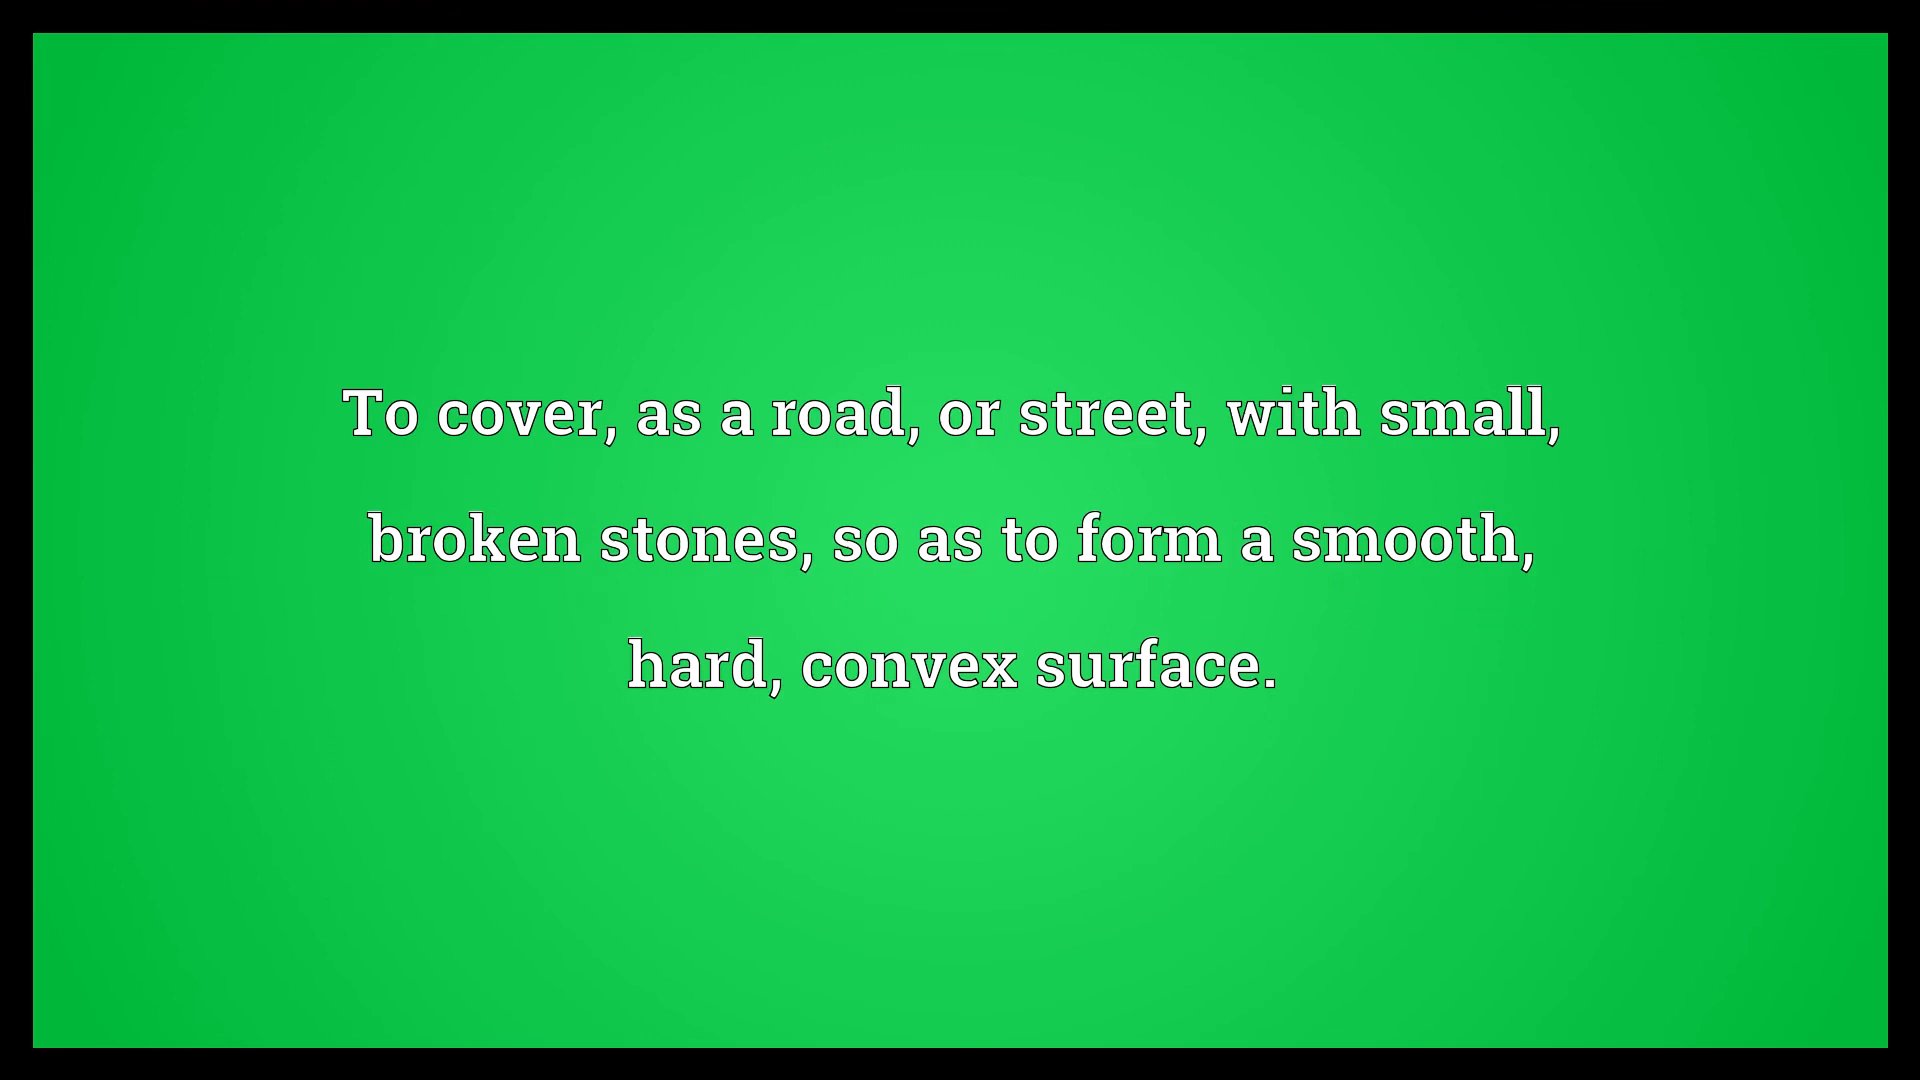 To cover, as a road, or street, with small,
broken stones, so as to form a smooth,
hard, convex surface.